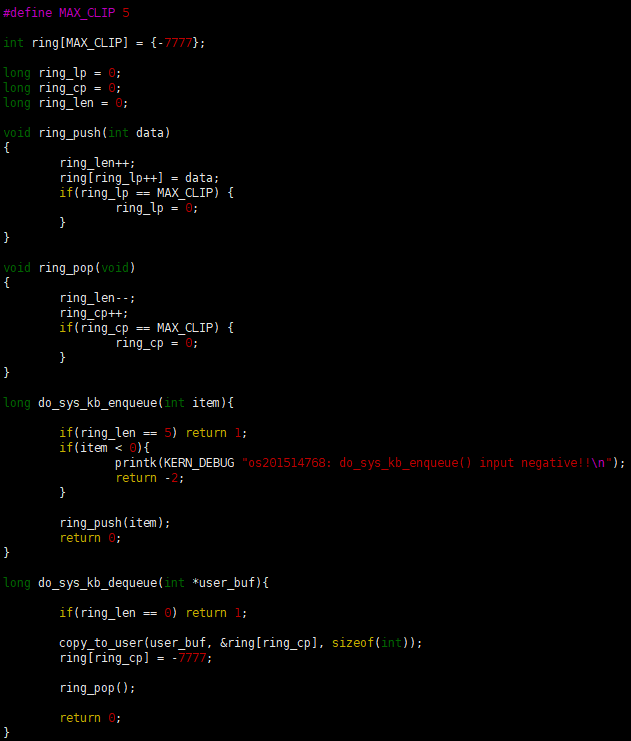 #define MAX_CLIP 5
int ring[MAX_CLIP] = {-7777};
long ring_lp = 0;
long ring_cp = 0;
long ring_len = 0;
void ring_push(int data)
{
ring_len++;
ring[ring_lp++] = data;
if(ring_lp == MAX_CLIP) {
ring_lp = 0;
}
}
void ring_pop(void)
{
ring_len--;
ring_cp++;
if(ring_cp == MAX_CLIP) {
ring_cp = 0;
}
}
long do_sys_kb_enqueue(int item){
if(ring_len == 5) return 1;
if(item < 0){
printk(KERN_DEBUG "os201514768: do_sys_kb_enqueue() input negative!!\n");
return -2;
}
ring_push(item);
return 0;
}
long do_sys_kb_dequeue(int *user_buf){
if(ring_len == 0) return 1;
copy_to_user(user_buf, &ring[ring_cp], sizeof(int));
ring[ring_cp] = -7777;
ring_pop();
return 0;
}